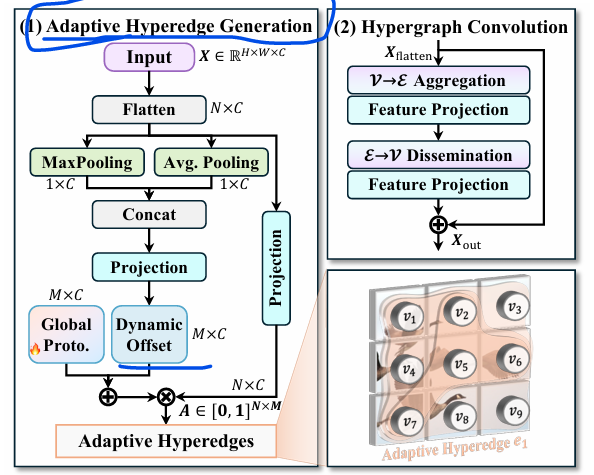 (1) Adaptive Hyperedge Generation
Input X ∈ ℝ^{H×W×C}
Flatten N×C
MaxPooling Avg. Pooling
1×C 1×C
Concat
Projection
Projection
M×C
Global Proto.
Dynamic Offset
M×C
N×C
A ∈ [0, 1]^{N×M}
Adaptive Hyperedges
(2) Hypergraph Convolution
X_flatten
𝓥→𝓔 Aggregation
Feature Projection
𝓔→𝓥 Dissemination
Feature Projection
X_out
v₁ v₂ v₃
v₄ v₅ v₆
v₇ v₈ v₉
Adaptive Hyperedge e₁